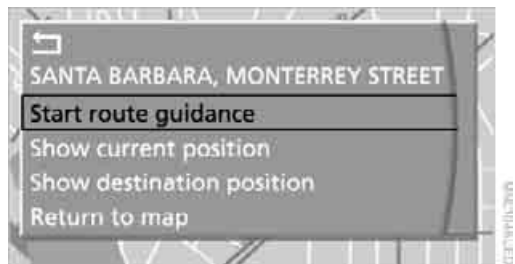 SANTA BARBARA, MONTERREY STREET
Start route guidance
Show current position
Show destination position
Return to map